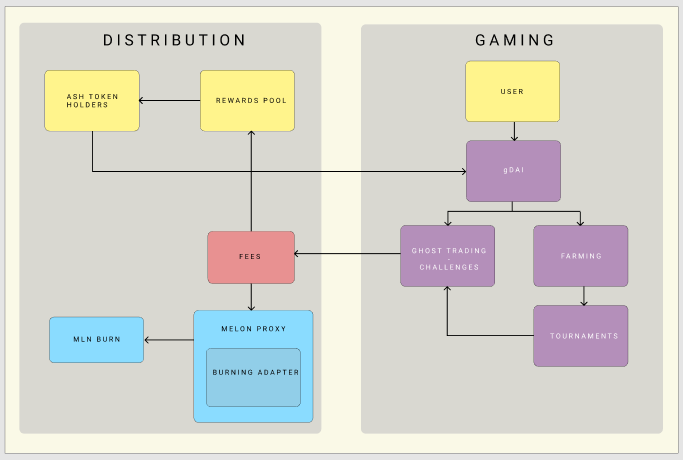 DISTRIBUTION
ASH TOKEN
HOLDERS
REWARDS POOL
FEES
MELON PROXY
BURNING ADAPTER
MLN BURN
GAMING
USER
gDAI
GHOST TRADING
-
CHALLENGES
FARMING
TOURNAMENTS